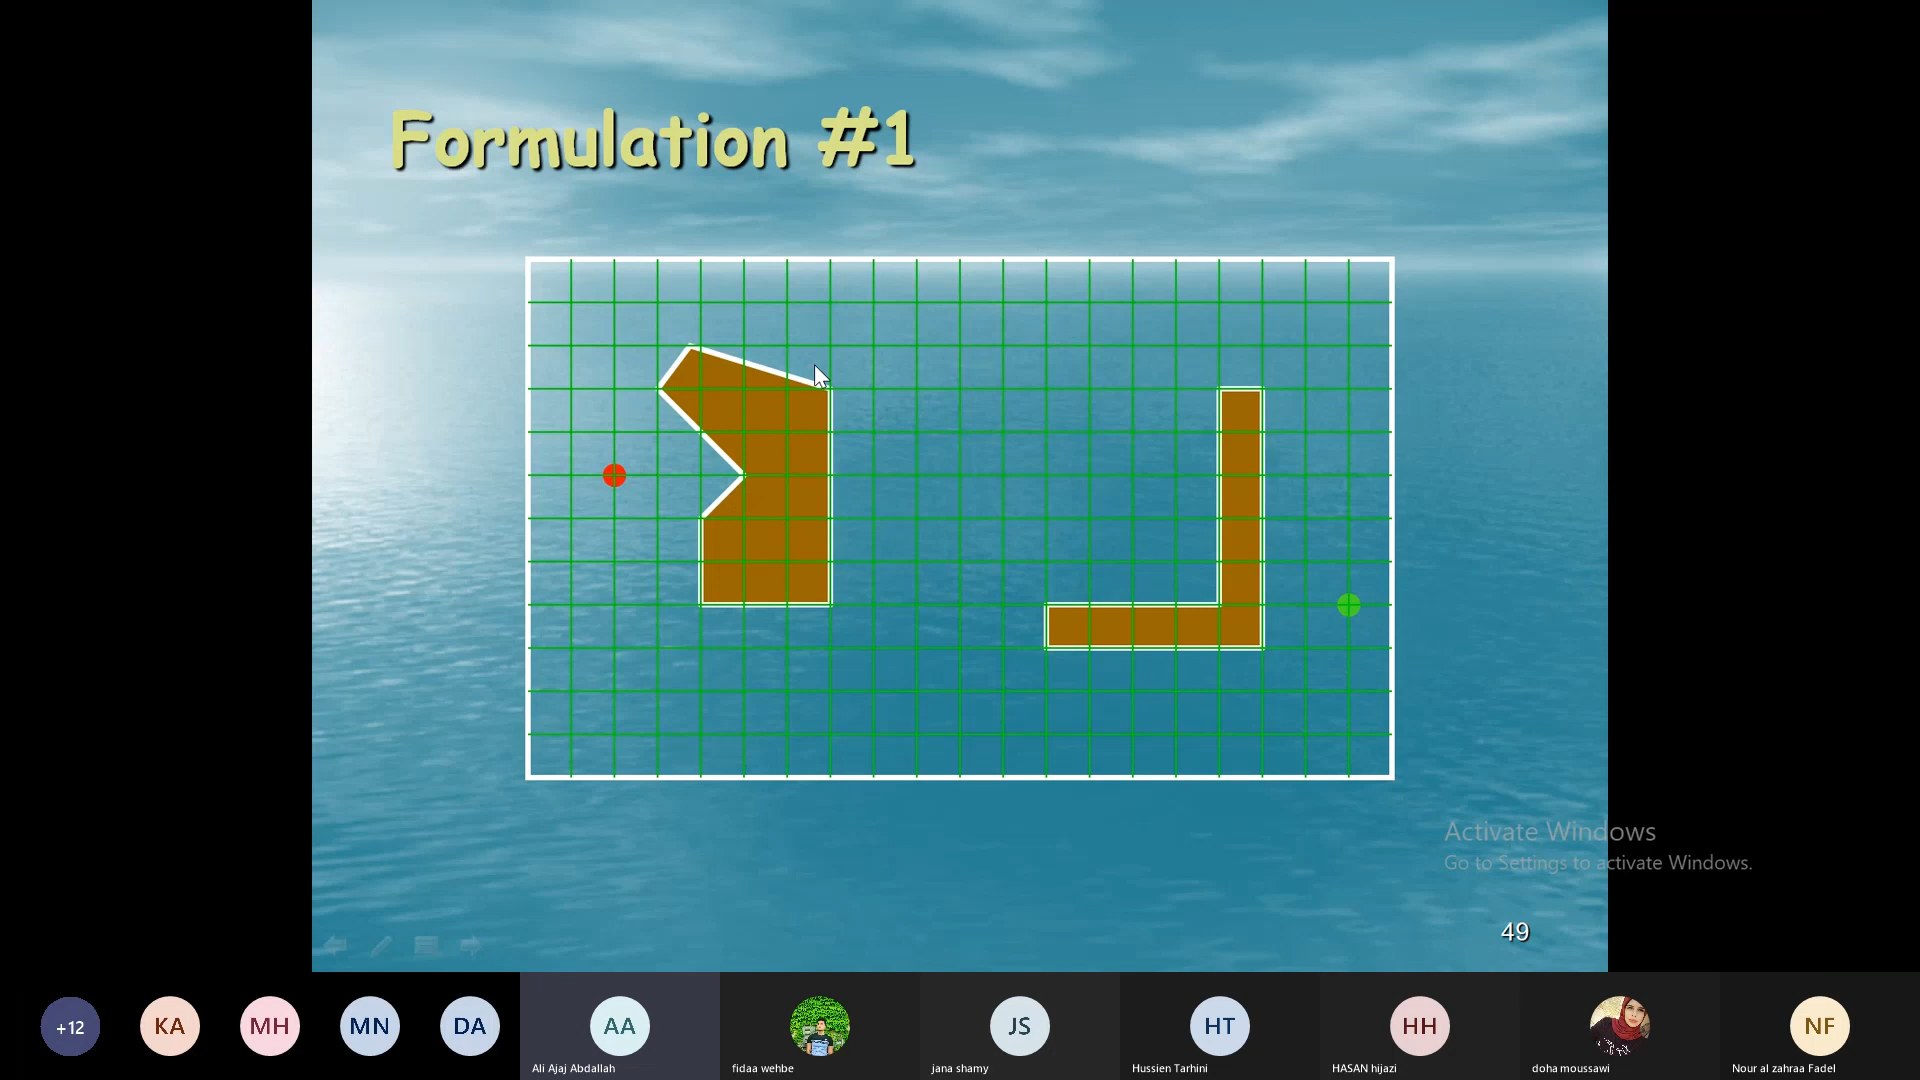 Formulation #1
Activate Windows
Go to Settings to activate Windows.
49
+12
KA
MH
MN
DA
AA
JS
HT
HH
NF
Ali Ajaj Abdallah
fidaa wehbe
jana shamy
Hussien Tarhini
HASAN hijazi
doha moussawi
Nour al zahraa Fadel